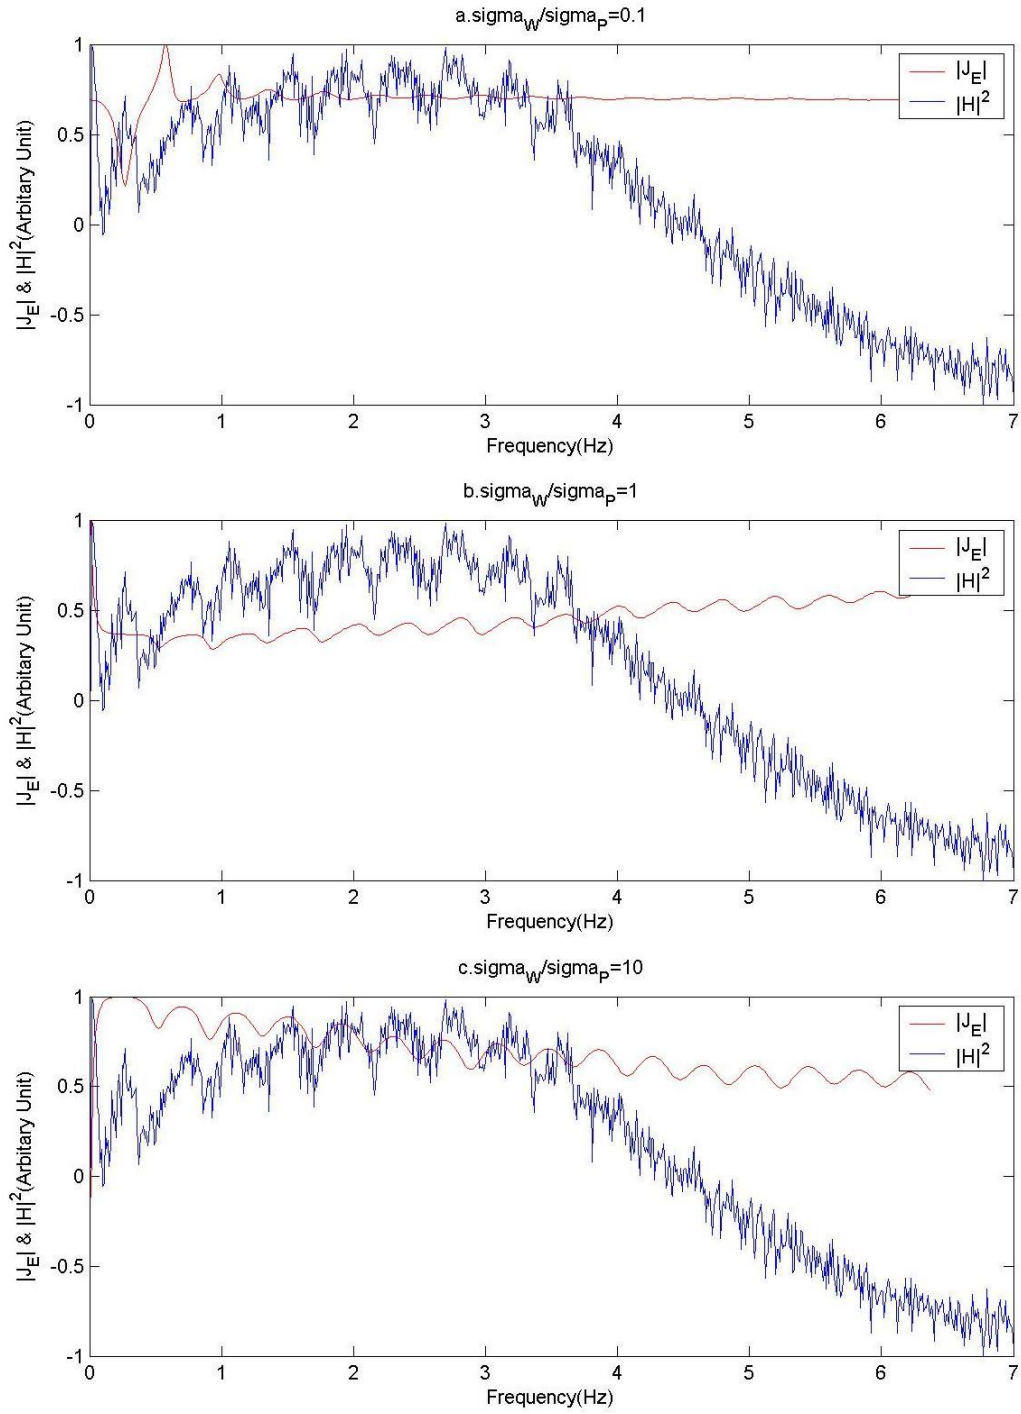 a.sigma_W/sigma_P=0.1
1
0.5
0
-0.5
-1
|J_E| & |H|^2(Arbitary Unit)
|J_E|
|H|^2
0 1 2 3 4 5 6 7
Frequency(Hz)
b.sigma_W/sigma_P=1
1
0.5
0
-0.5
-1
|J_E| & |H|^2(Arbitary Unit)
|J_E|
|H|^2
0 1 2 3 4 5 6 7
Frequency(Hz)
c.sigma_W/sigma_P=10
1
0.5
0
-0.5
-1
|J_E| & |H|^2(Arbitary Unit)
|J_E|
|H|^2
0 1 2 3 4 5 6 7
Frequency(Hz)